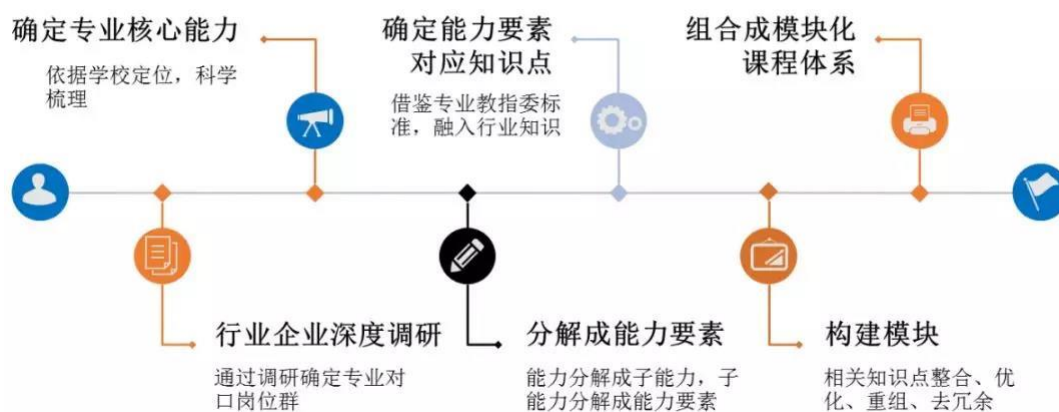 确定专业核心能力
依据学校定位，科学
梳理
确定能力要素
对应知识点
借鉴专业教指委标
准，融入行业知识
组合成模块化
课程体系
行业企业深度调研
通过调研确定专业对
口岗位群
分解成能力要素
能力分解成子能力，子
能力分解成能力要素
构建模块
相关知识点整合、优
化、重组、去冗余